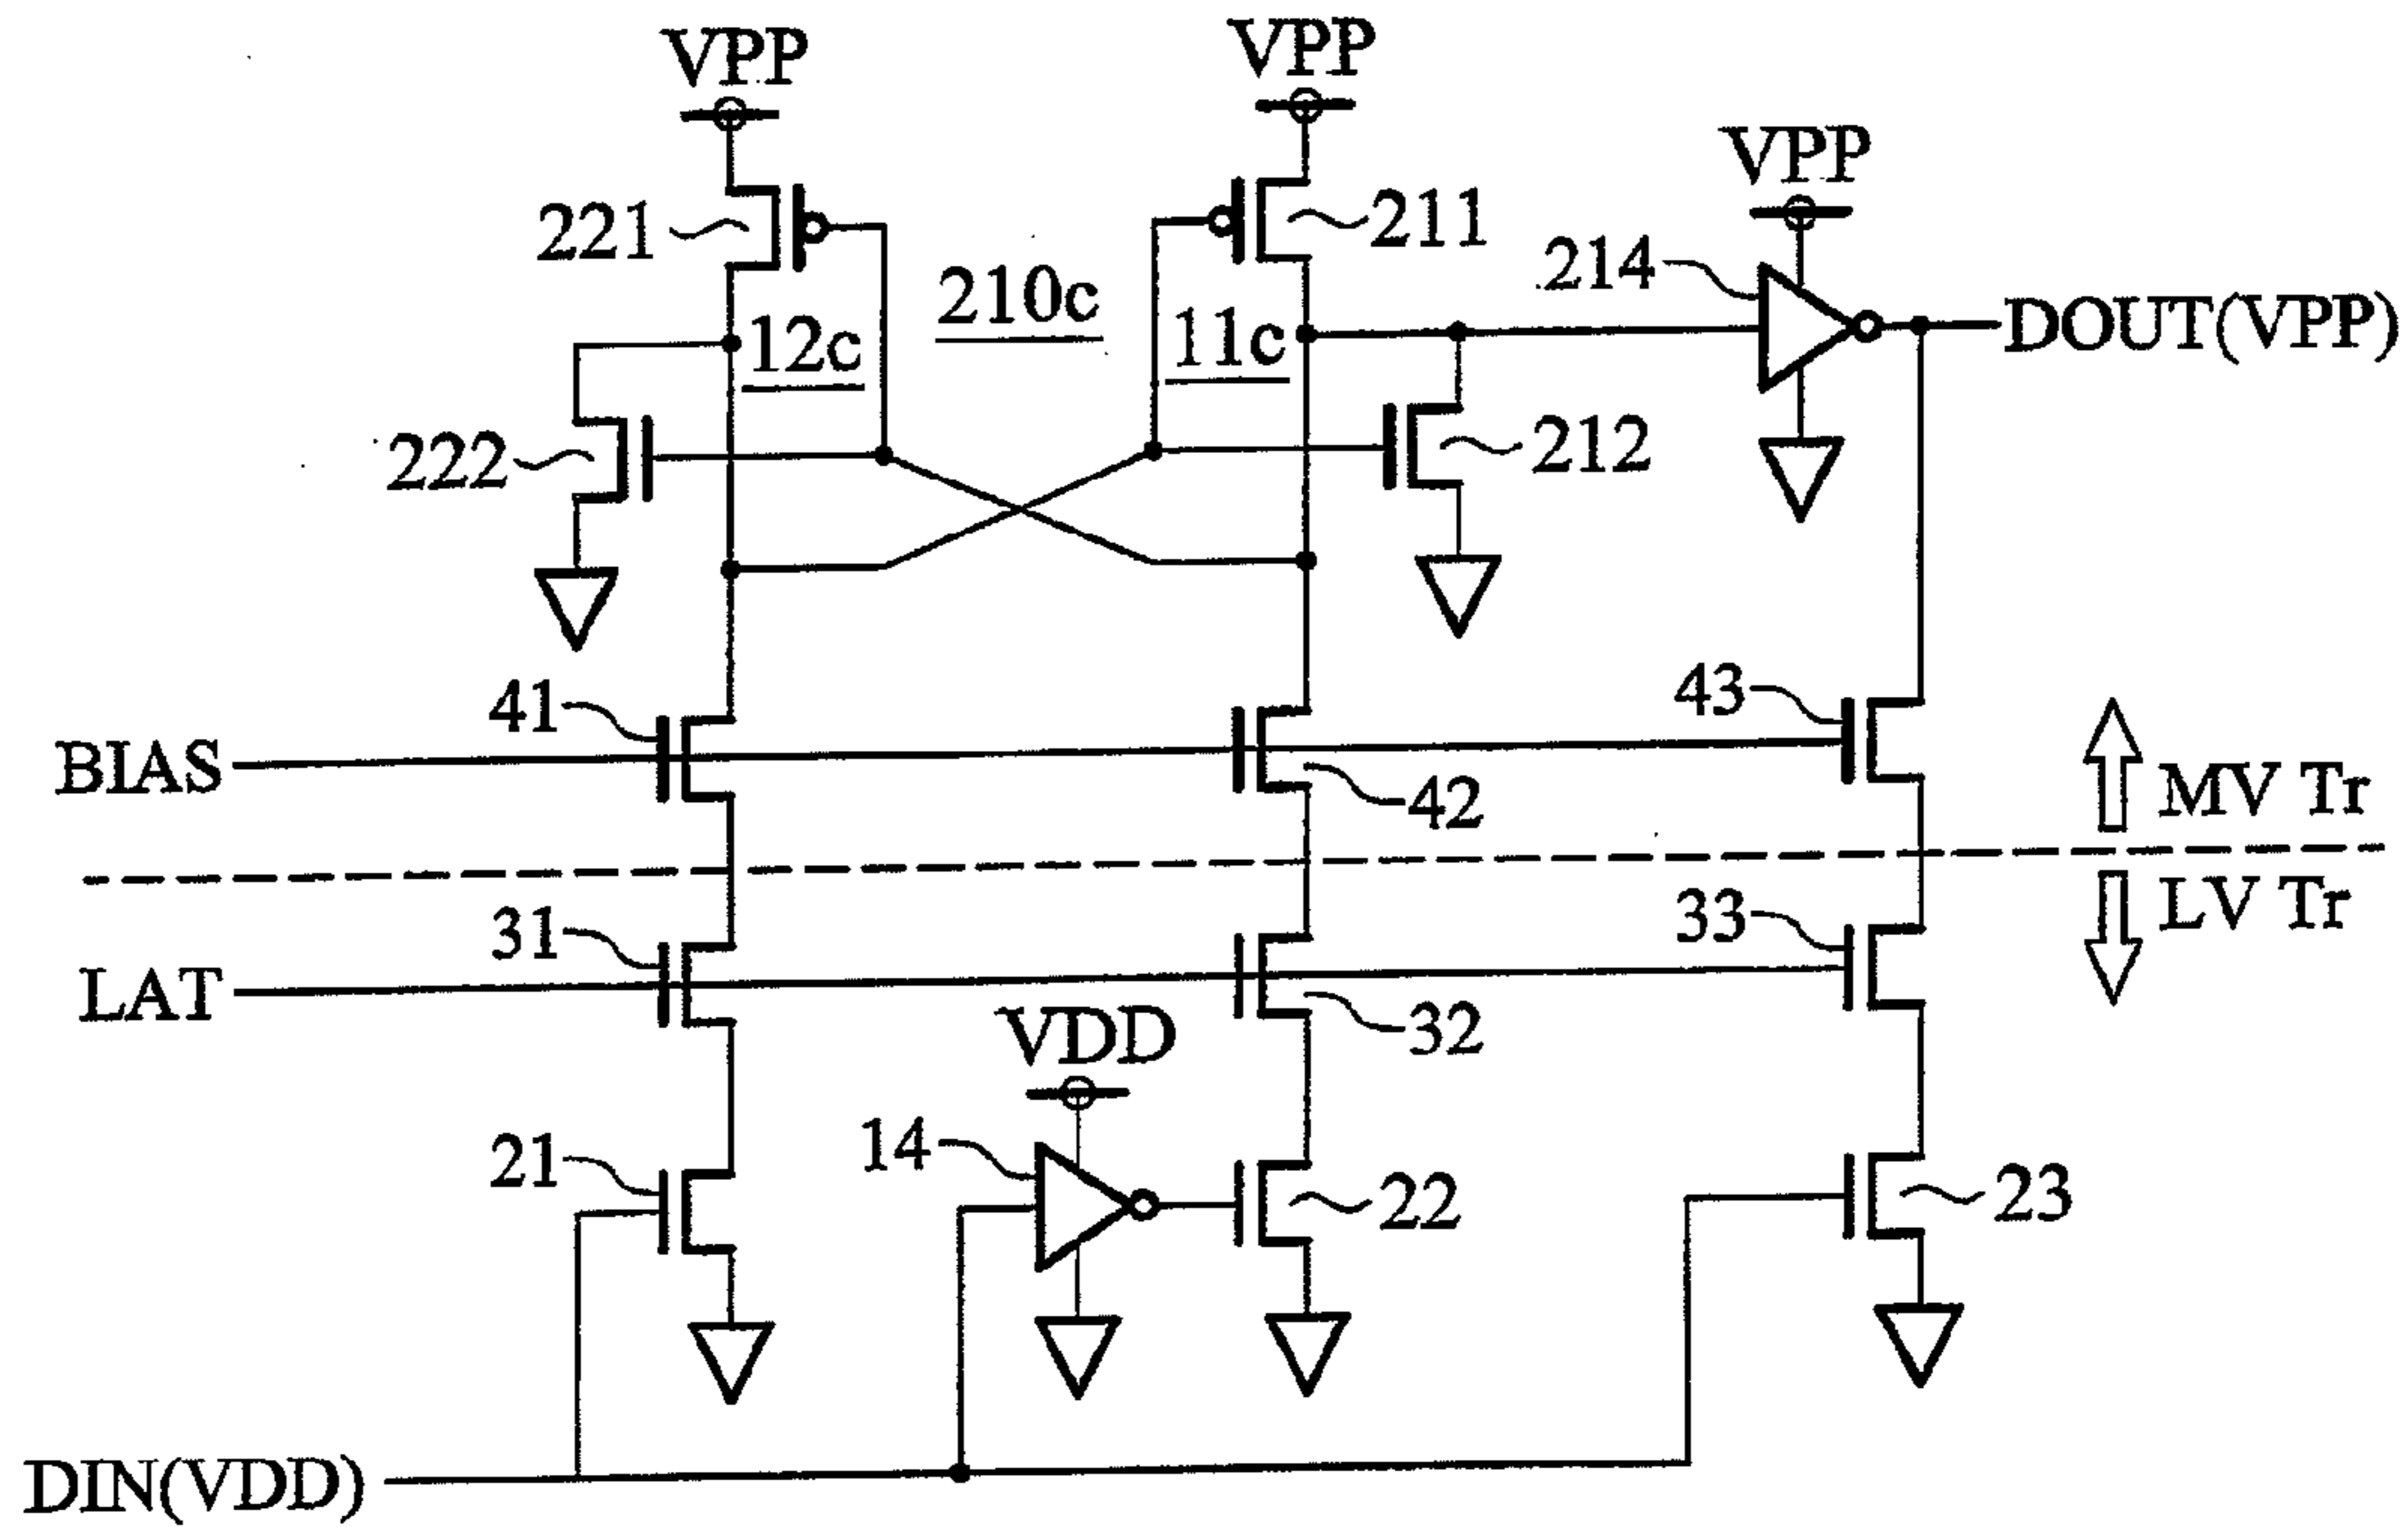 VPP
VPP
VPP
221
211
214
210c
12c
11c
DOUT(VPP)
222
212
41
43
BIAS
42
MV Tr
LV Tr
31
33
LAT
32
VDD
14
21
22
23
DIN(VDD)